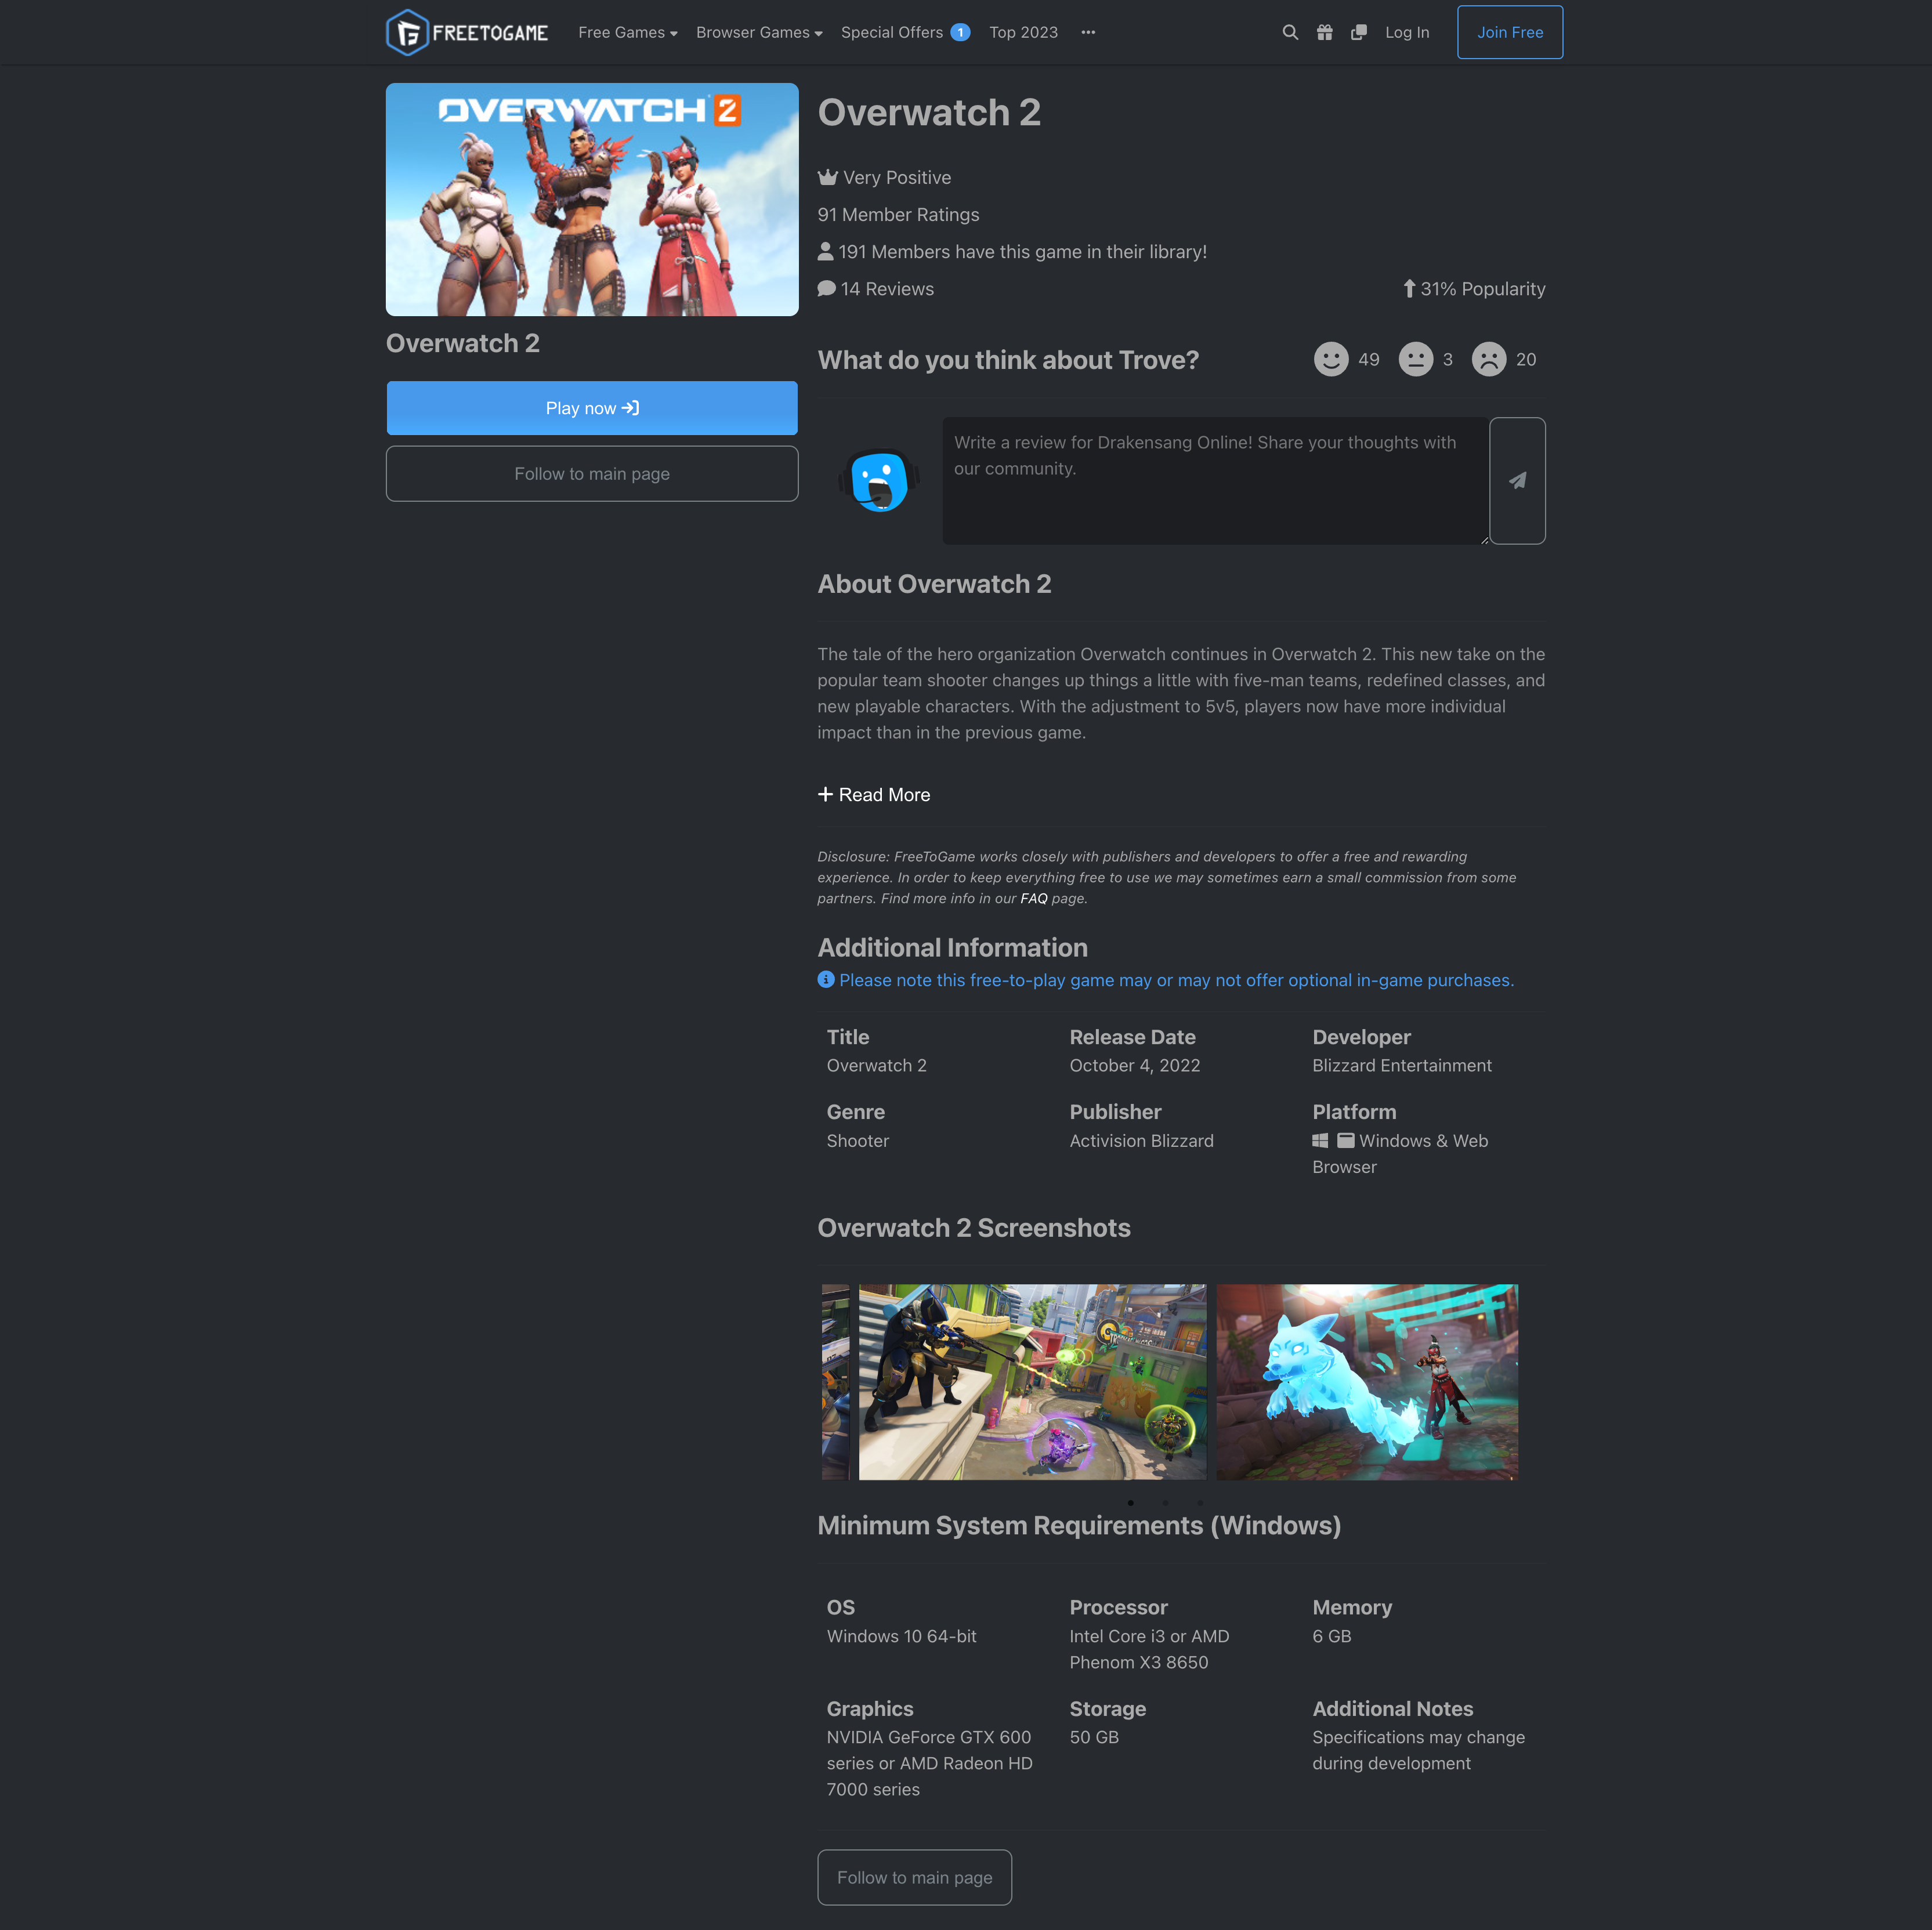 FREETOGAME
Free Games
Browser Games
Special Offers 1
Top 2023
Log In
Join Free
OVERWATCH 2
Overwatch 2
Play now
Follow to main page
Overwatch 2
Very Positive
91 Member Ratings
191 Members have this game in their library!
14 Reviews
31% Popularity
What do you think about Trove?
49
3
20
Write a review for Drakensang Online! Share your thoughts with
our community.
About Overwatch 2
The tale of the hero organization Overwatch continues in Overwatch 2. This new take on the
popular team shooter changes up things a little with five-man teams, redefined classes, and
new playable characters. With the adjustment to 5v5, players now have more individual
impact than in the previous game.
Read More
Disclosure: FreeToGame works closely with publishers and developers to offer a free and rewarding
experience. In order to keep everything free to use we may sometimes earn a small commission from some
partners. Find more info in our FAQ page.
Additional Information
Please note this free-to-play game may or may not offer optional in-game purchases.
Title
Overwatch 2
Release Date
October 4, 2022
Developer
Blizzard Entertainment
Genre
Shooter
Publisher
Activision Blizzard
Platform
Windows & Web
Browser
Overwatch 2 Screenshots
Minimum System Requirements (Windows)
OS
Windows 10 64-bit
Processor
Intel Core i3 or AMD
Phenom X3 8650
Memory
6 GB
Graphics
NVIDIA GeForce GTX 600
series or AMD Radeon HD
7000 series
Storage
50 GB
Additional Notes
Specifications may change
during development
Follow to main page